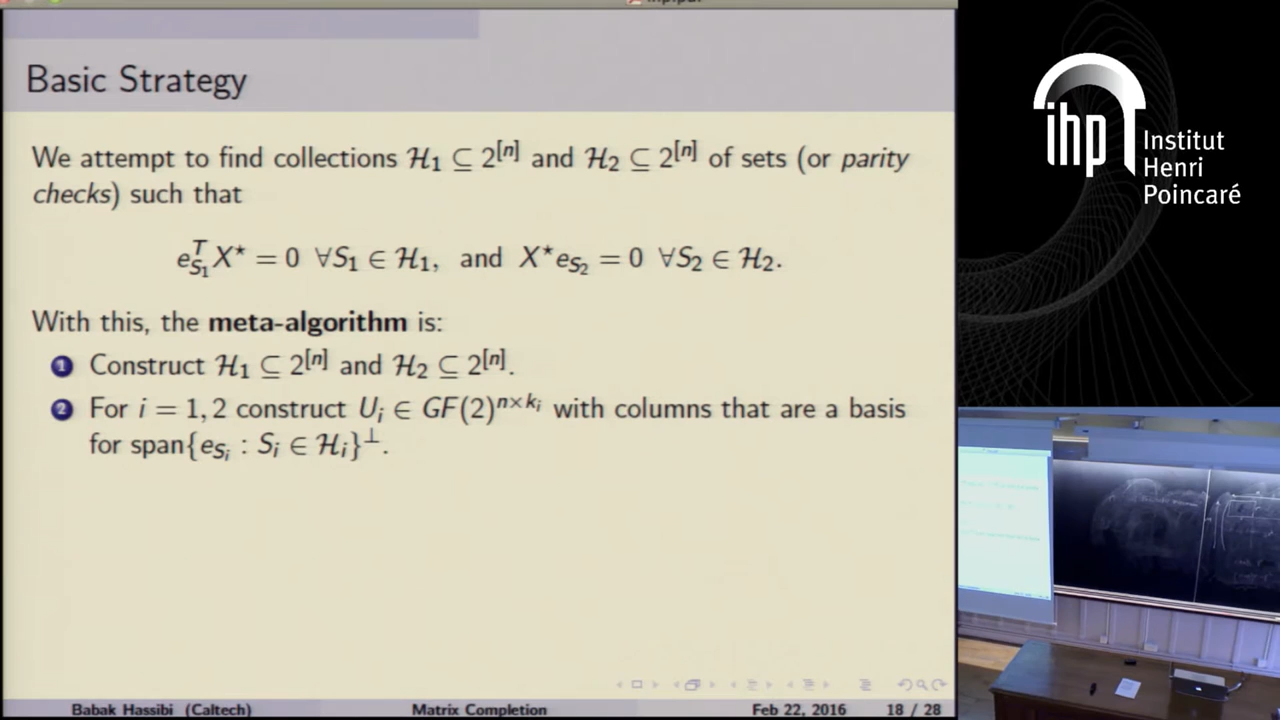 Basic Strategy
We attempt to find collections ℋ₁ ⊆ 2^[n] and ℋ₂ ⊆ 2^[n] of sets (or parity
checks) such that
e_{S₁}^T X* = 0 ∀S₁ ∈ ℋ₁, and X* e_{S₂} = 0 ∀S₂ ∈ ℋ₂.
With this, the meta-algorithm is:
1 Construct ℋ₁ ⊆ 2^[n] and ℋ₂ ⊆ 2^[n].
2 For i = 1, 2 construct U_i ∈ GF(2)^{n×k_i} with columns that are a basis
for span{e_{S_i} : S_i ∈ ℋ_i}^⊥.
Babak Hassibi (Caltech) Matrix Completion Feb 22, 2016 18 / 28
ihp
Institut
Henri
Poincaré